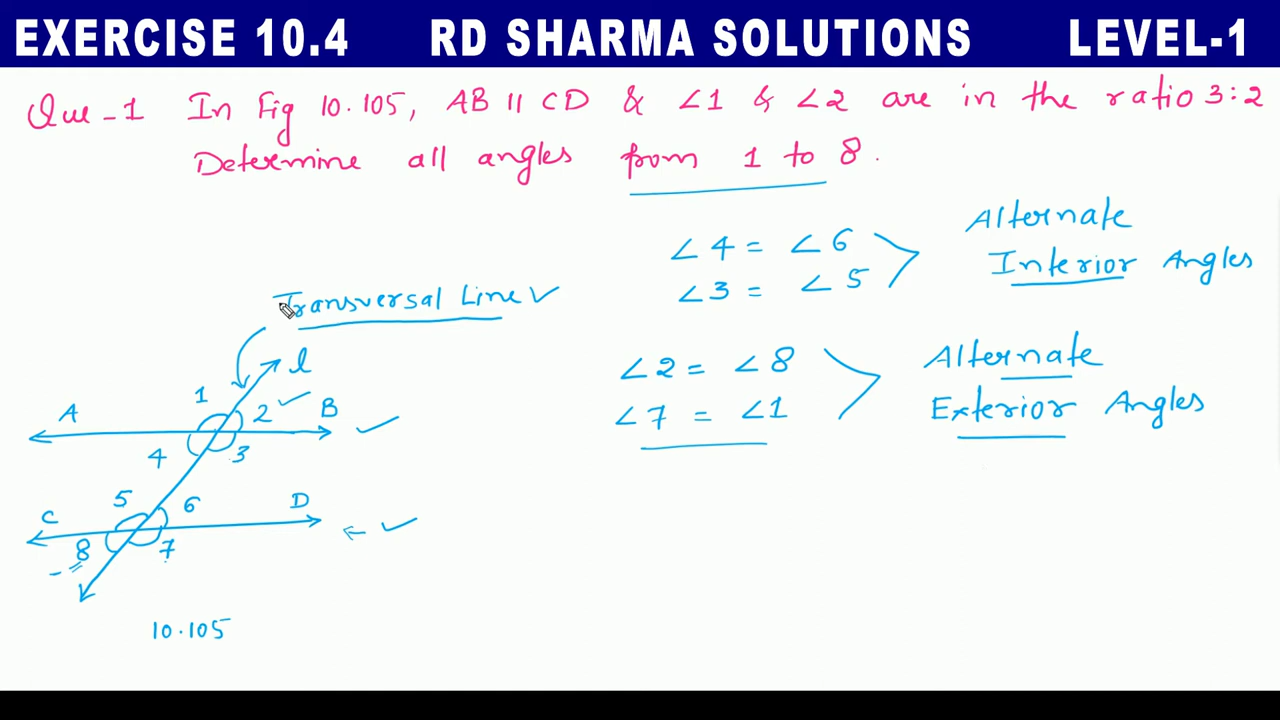 EXERCISE 10.4 RD SHARMA SOLUTIONS LEVEL-1
Que-1 In Fig 10.105, AB || CD & ∠1 & ∠2 are in the ratio 3:2
Determine all angles from 1 to 8.
∠4 = ∠6
∠3 = ∠5
Alternate
Interior Angles
Transversal Line ✓
∠2 = ∠8
∠7 = ∠1
Alternate
Exterior Angles
l
1
A 2 ✓ B ✓
4 3
5 6 D
C ← ✓
8 7
10.105